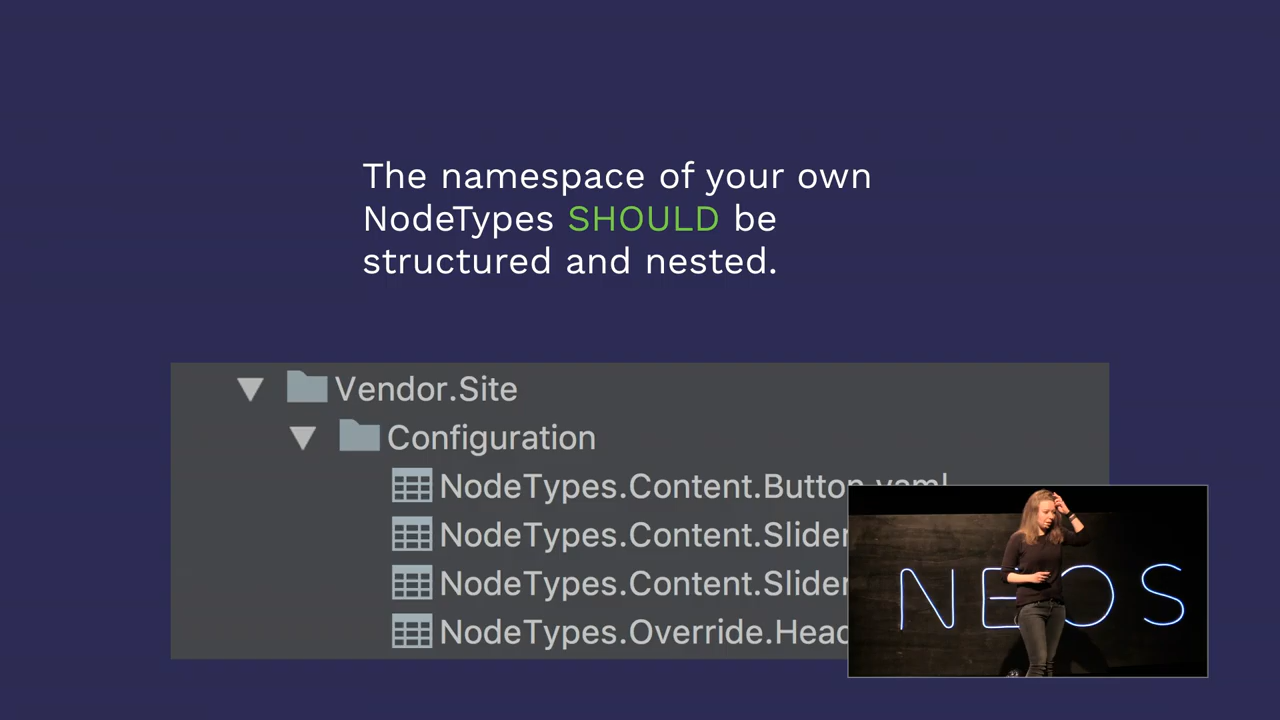 The namespace of your own
NodeTypes SHOULD be
structured and nested.
Vendor.Site
Configuration
NodeTypes.Content.Button.yaml
NodeTypes.Content.Slider
NodeTypes.Content.Slider
NodeTypes.Override.Head
NEOS